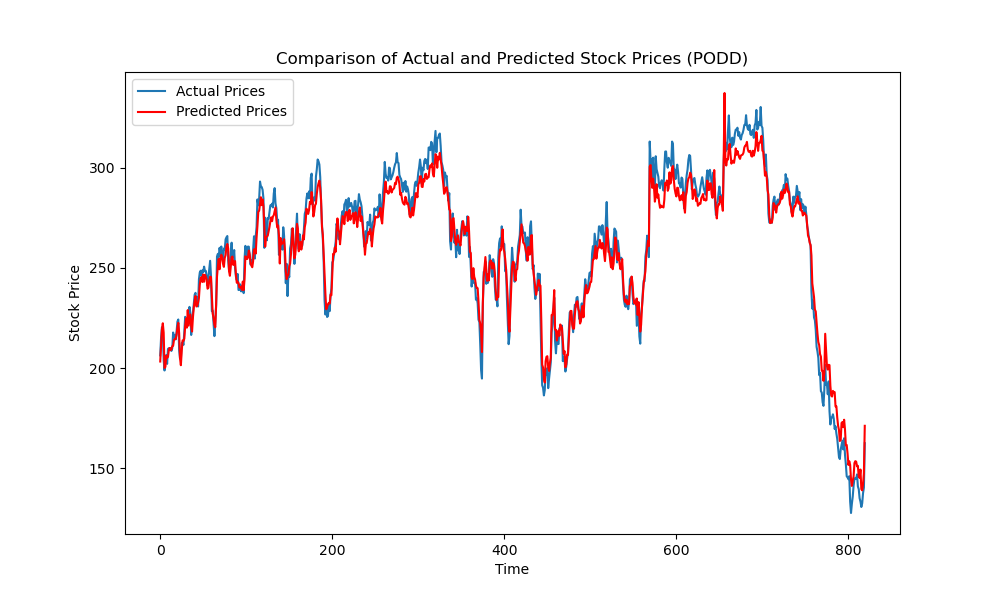 Comparison of Actual and Predicted Stock Prices (PODD)
Actual Prices
Predicted Prices
Stock Price
300
250
200
150
0
200
400
600
800
Time